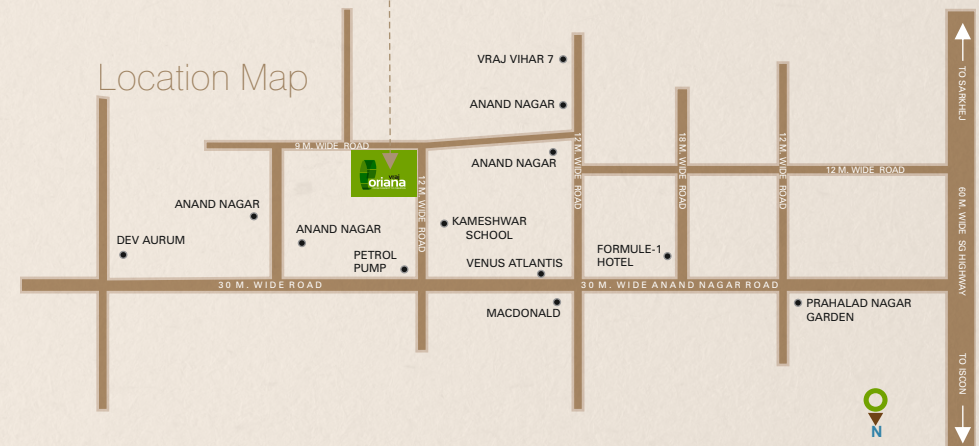 Location Map
VRAJ VIHAR 7
ANAND NAGAR
ANAND NAGAR
9 M. WIDE ROAD
vraj
oriana
12 M. WIDE ROAD
12 M. WIDE ROAD
18 M. WIDE ROAD
12 M. WIDE ROAD
12 M. WIDE ROAD
TO SARKHEJ
60 M. WIDE SG HIGHWAY
TO ISCON
ANAND NAGAR
DEV AURUM
ANAND NAGAR
PETROL
PUMP
KAMESHWAR
SCHOOL
VENUS ATLANTIS
FORMULE-1
HOTEL
30 M. WIDE ROAD
30 M. WIDE ANAND NAGAR ROAD
MACDONALD
PRAHALAD NAGAR
GARDEN
N